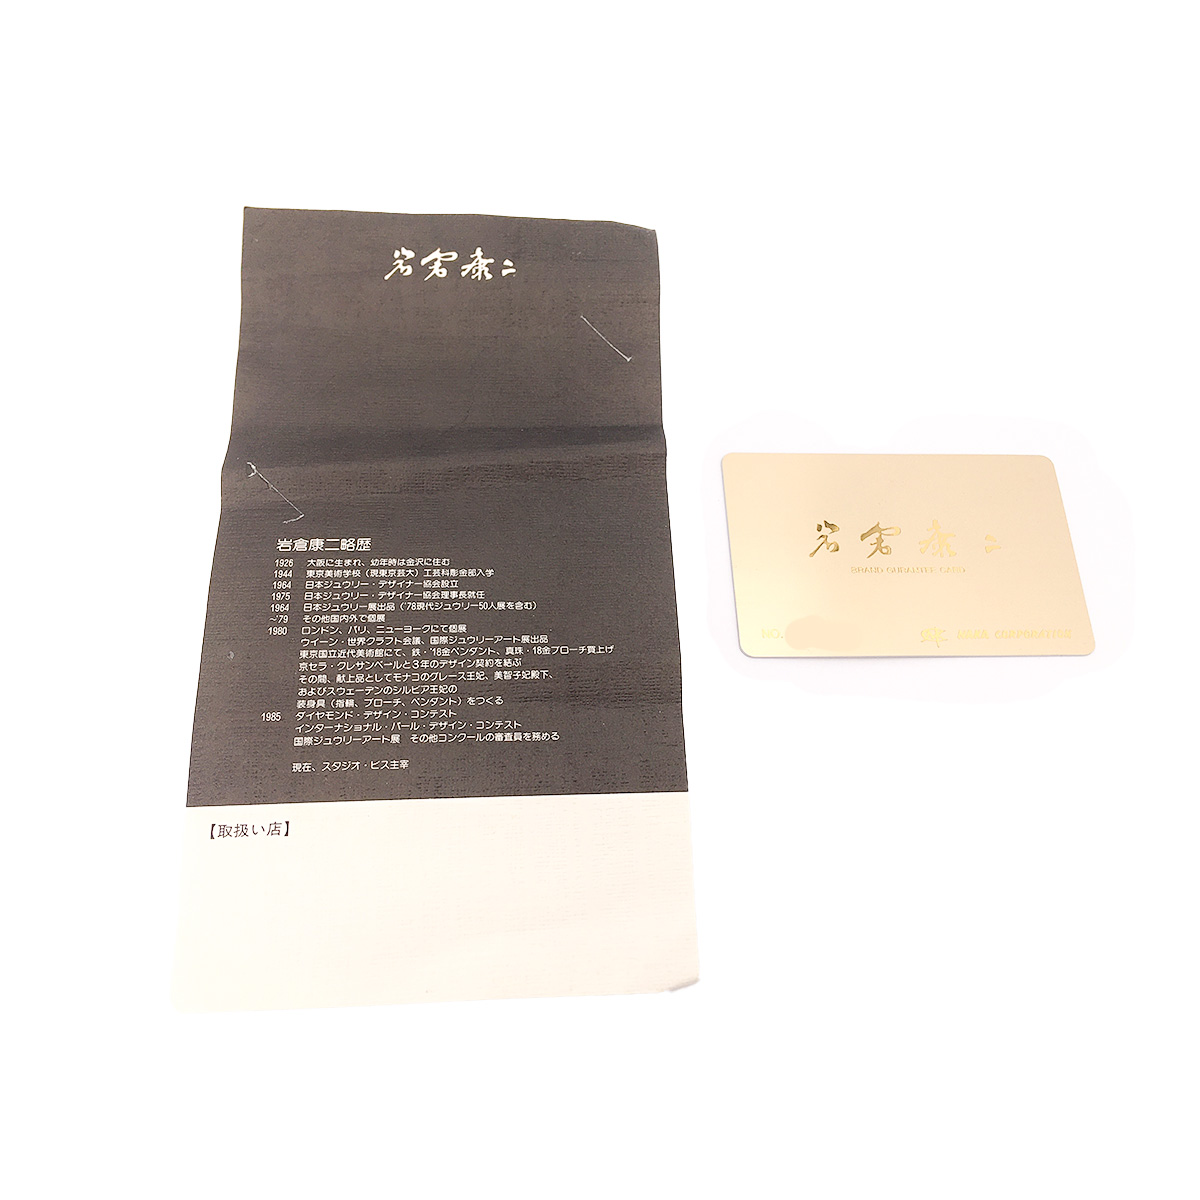 岩倉康二
岩倉康二略歴
1926 大阪に生まれ、幼年時は金沢に住む
1944 東京美術学校（現東京芸大）工芸科彫金部入学
1964 日本ジュウリー・デザイナー協会設立
1975 日本ジュウリー・デザイナー協会理事長就任
1964 日本ジュウリー展出品（'78現代ジュウリー50人展を含む）
〜'79 その他国内外で個展
1980 ロンドン、パリ、ニューヨークにて個展
ウイーン・世界クラフト会議、国際ジュウリーアート展出品
東京国立近代美術館にて、鉄・'18金ペンダント、真珠・18金ブローチ買上げ
京セラ・クレサンベールと３年のデザイン契約を結ぶ
その間、献上品としてモナコのグレース王妃、美智子妃殿下、
およびスウェーデンのシルビア王妃の
装身具（指輪、ブローチ、ペンダント）をつくる
1985 ダイヤモンド・デザイン・コンテスト
インターナショナル・パール・デザイン・コンテスト
国際ジュウリーアート展 その他コンクールの審査員を務める
現在、スタジオ・ビス主宰
【取扱い店】
岩倉康二
BRAND GURANTEE CARD
NO.
CORPORATION